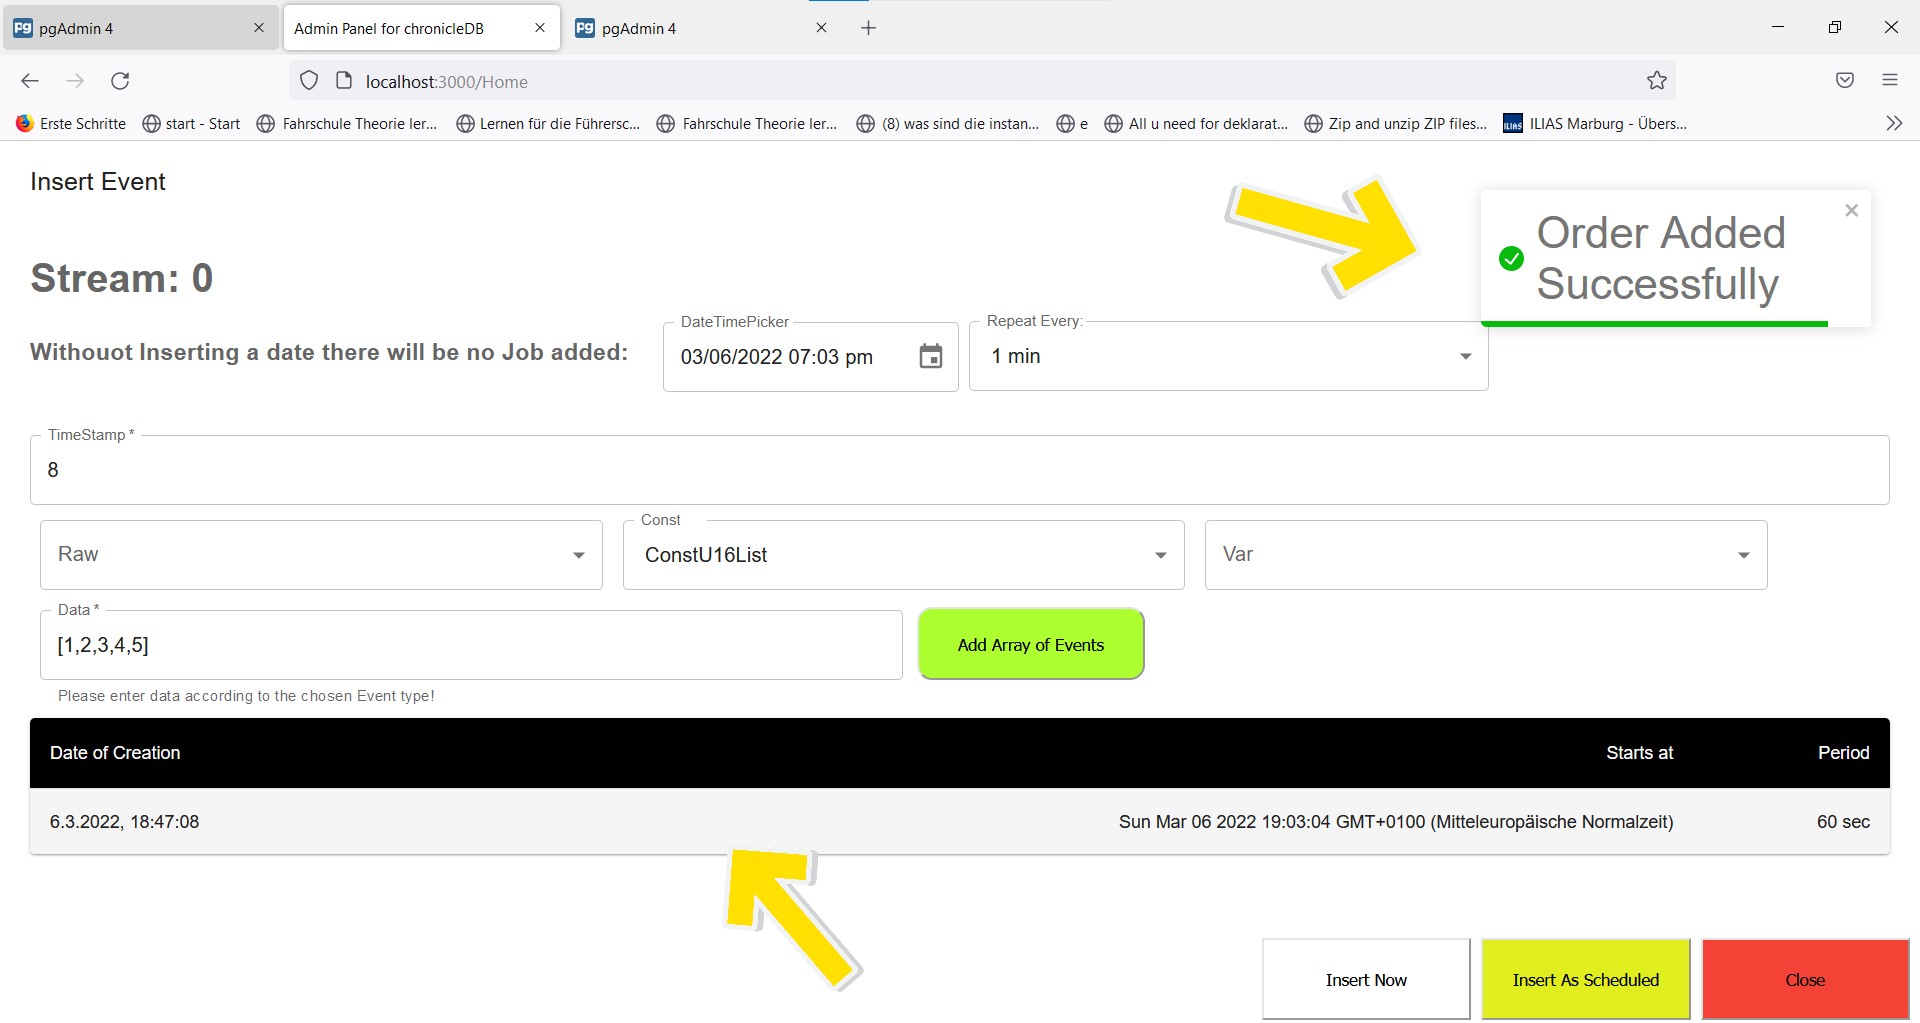 pgAdmin 4
Admin Panel for chronicleDB
pgAdmin 4
localhost:3000/Home
Erste Schritte
start - Start
Fahrschule Theorie ler...
Lernen für die Führersc...
Fahrschule Theorie ler...
(8) was sind die instan...
e
All u need for deklarat...
Zip and unzip ZIP files...
ILIAS Marburg - Übers...
Insert Event
Order Added
Successfully
Stream: 0
Withouot Inserting a date there will be no Job added:
DateTimePicker
03/06/2022 07:03 pm
Repeat Every:
1 min
TimeStamp *
8
Raw
Const
ConstU16List
Var
Data *
[1,2,3,4,5]
Add Array of Events
Please enter data according to the chosen Event type!
Date of Creation Starts at Period
6.3.2022, 18:47:08 Sun Mar 06 2022 19:03:04 GMT+0100 (Mitteleuropäische Normalzeit) 60 sec
Insert Now
Insert As Scheduled
Close